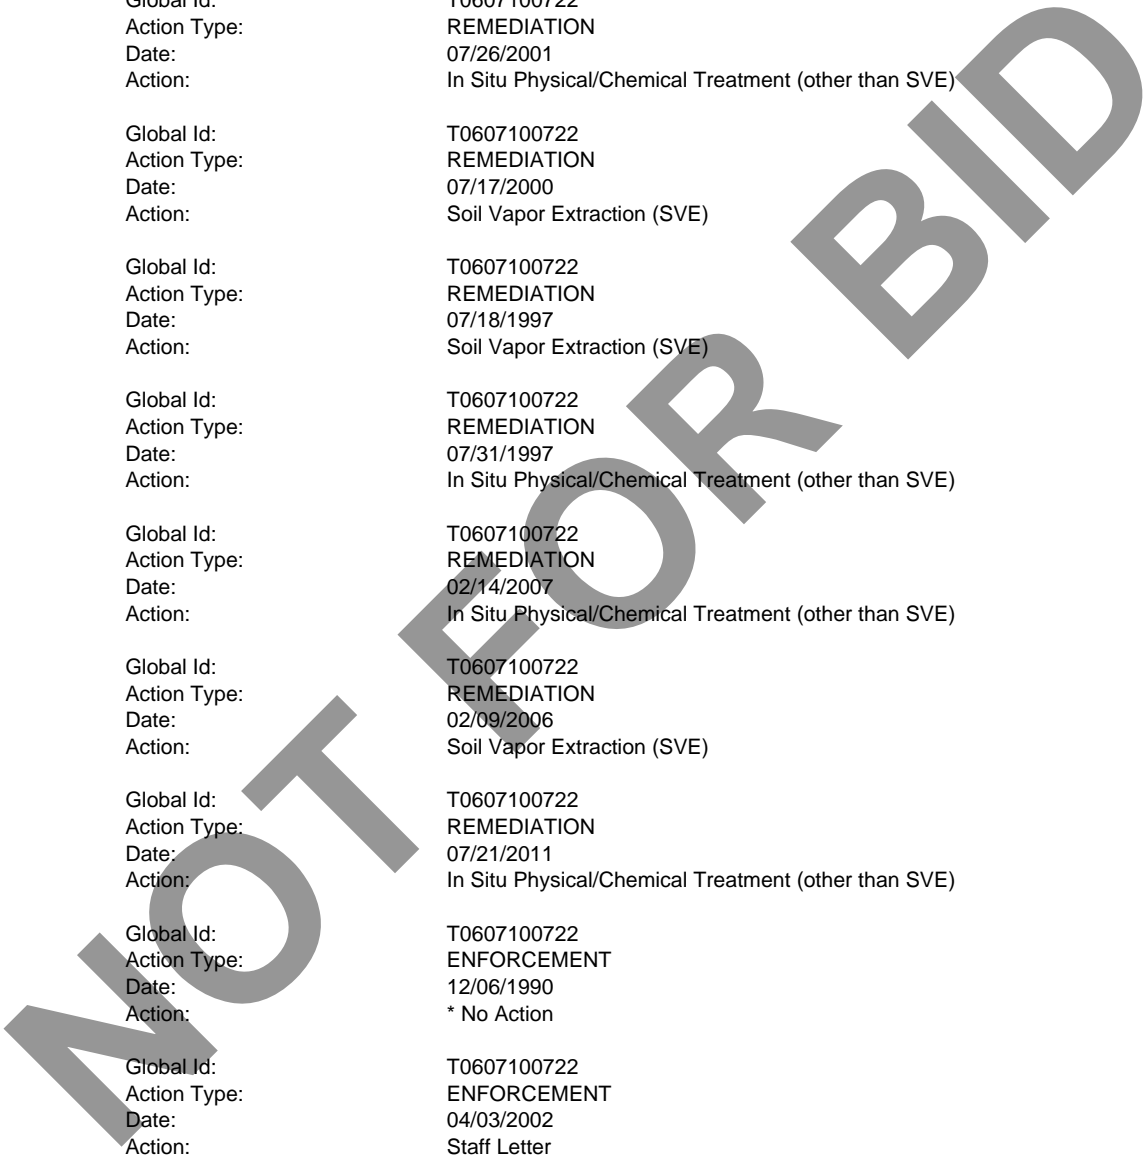 Global Id: T0607100722
Action Type: REMEDIATION
Date: 07/26/2001
Action: In Situ Physical/Chemical Treatment (other than SVE)
Global Id: T0607100722
Action Type: REMEDIATION
Date: 07/17/2000
Action: Soil Vapor Extraction (SVE)
Global Id: T0607100722
Action Type: REMEDIATION
Date: 07/18/1997
Action: Soil Vapor Extraction (SVE)
Global Id: T0607100722
Action Type: REMEDIATION
Date: 07/31/1997
Action: In Situ Physical/Chemical Treatment (other than SVE)
Global Id: T0607100722
Action Type: REMEDIATION
Date: 02/14/2007
Action: In Situ Physical/Chemical Treatment (other than SVE)
Global Id: T0607100722
Action Type: REMEDIATION
Date: 02/09/2006
Action: Soil Vapor Extraction (SVE)
Global Id: T0607100722
Action Type: REMEDIATION
Date: 07/21/2011
Action: In Situ Physical/Chemical Treatment (other than SVE)
Global Id: T0607100722
Action Type: ENFORCEMENT
Date: 12/06/1990
Action: * No Action
Global Id: T0607100722
Action Type: ENFORCEMENT
Date: 04/03/2002
Action: Staff Letter
NOT FOR BID